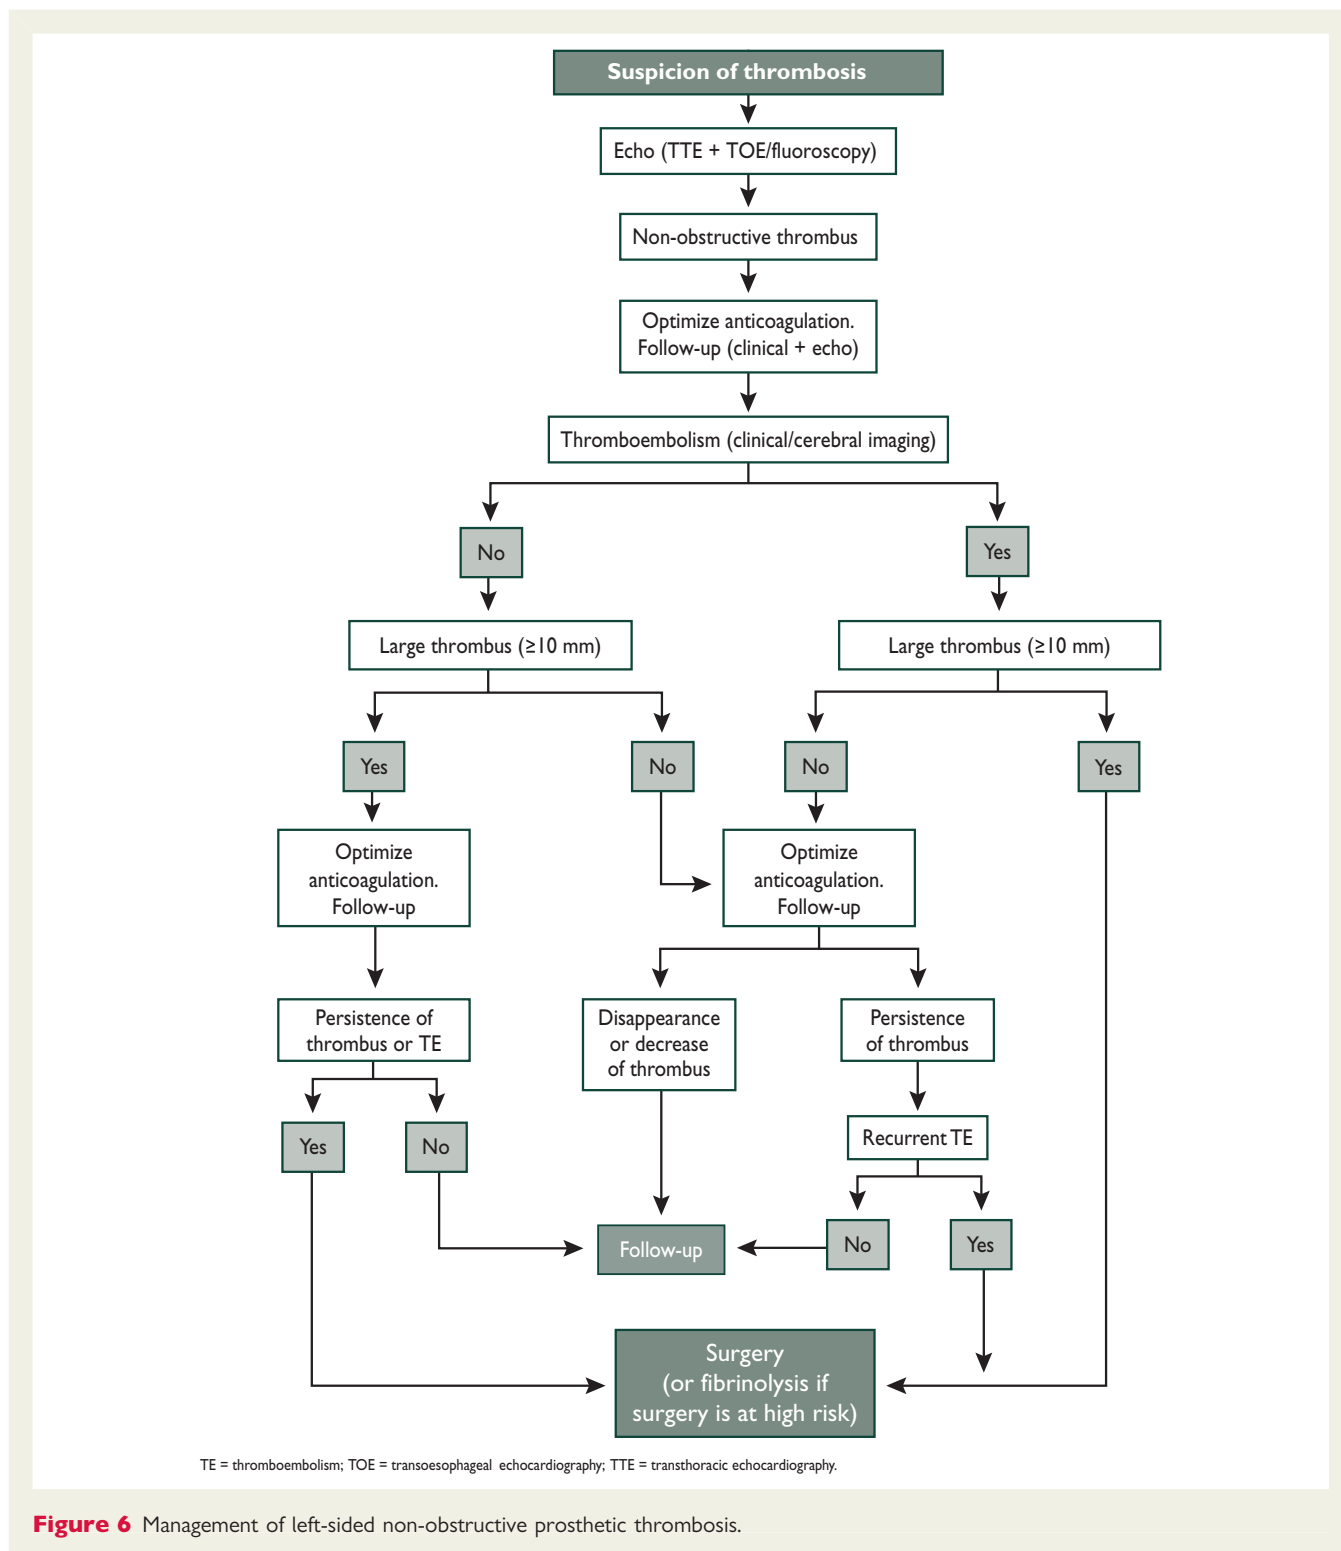 Suspicion of thrombosis
Echo (TTE + TOE/fluoroscopy)
Non-obstructive thrombus
Optimize anticoagulation.
Follow-up (clinical + echo)
Thromboembolism (clinical/cerebral imaging)
No
Yes
Large thrombus (≥10 mm)
Large thrombus (≥10 mm)
Yes
No
No
Yes
Optimize
anticoagulation.
Follow-up
Optimize
anticoagulation.
Follow-up
Persistence of
thrombus or TE
Disappearance
or decrease
of thrombus
Persistence
of thrombus
Recurrent TE
Yes
No
No
Yes
Follow-up
Surgery
(or fibrinolysis if
surgery is at high risk)
TE = thromboembolism; TOE = transoesophageal echocardiography; TTE = transthoracic echocardiography.
Figure 6 Management of left-sided non-obstructive prosthetic thrombosis.